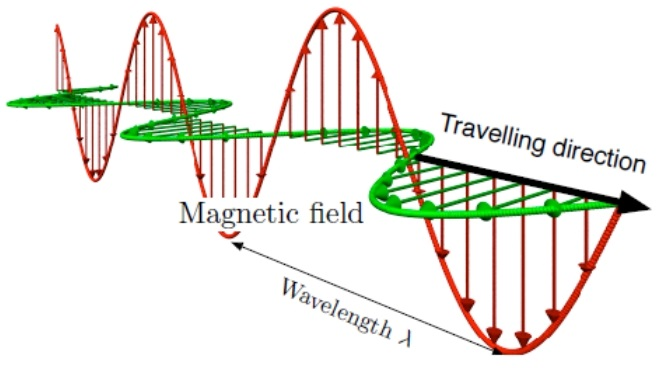 Travelling direction
Magnetic field
Wavelength λ